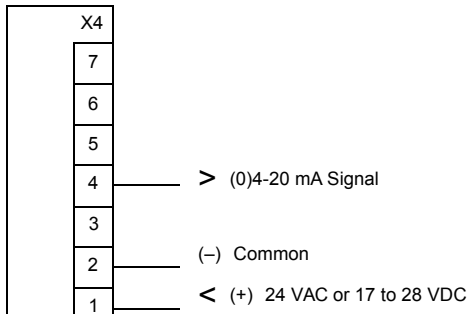 X4
7
6
5
4 > (0)4-20 mA Signal
3
2 (–) Common
1 < (+) 24 VAC or 17 to 28 VDC